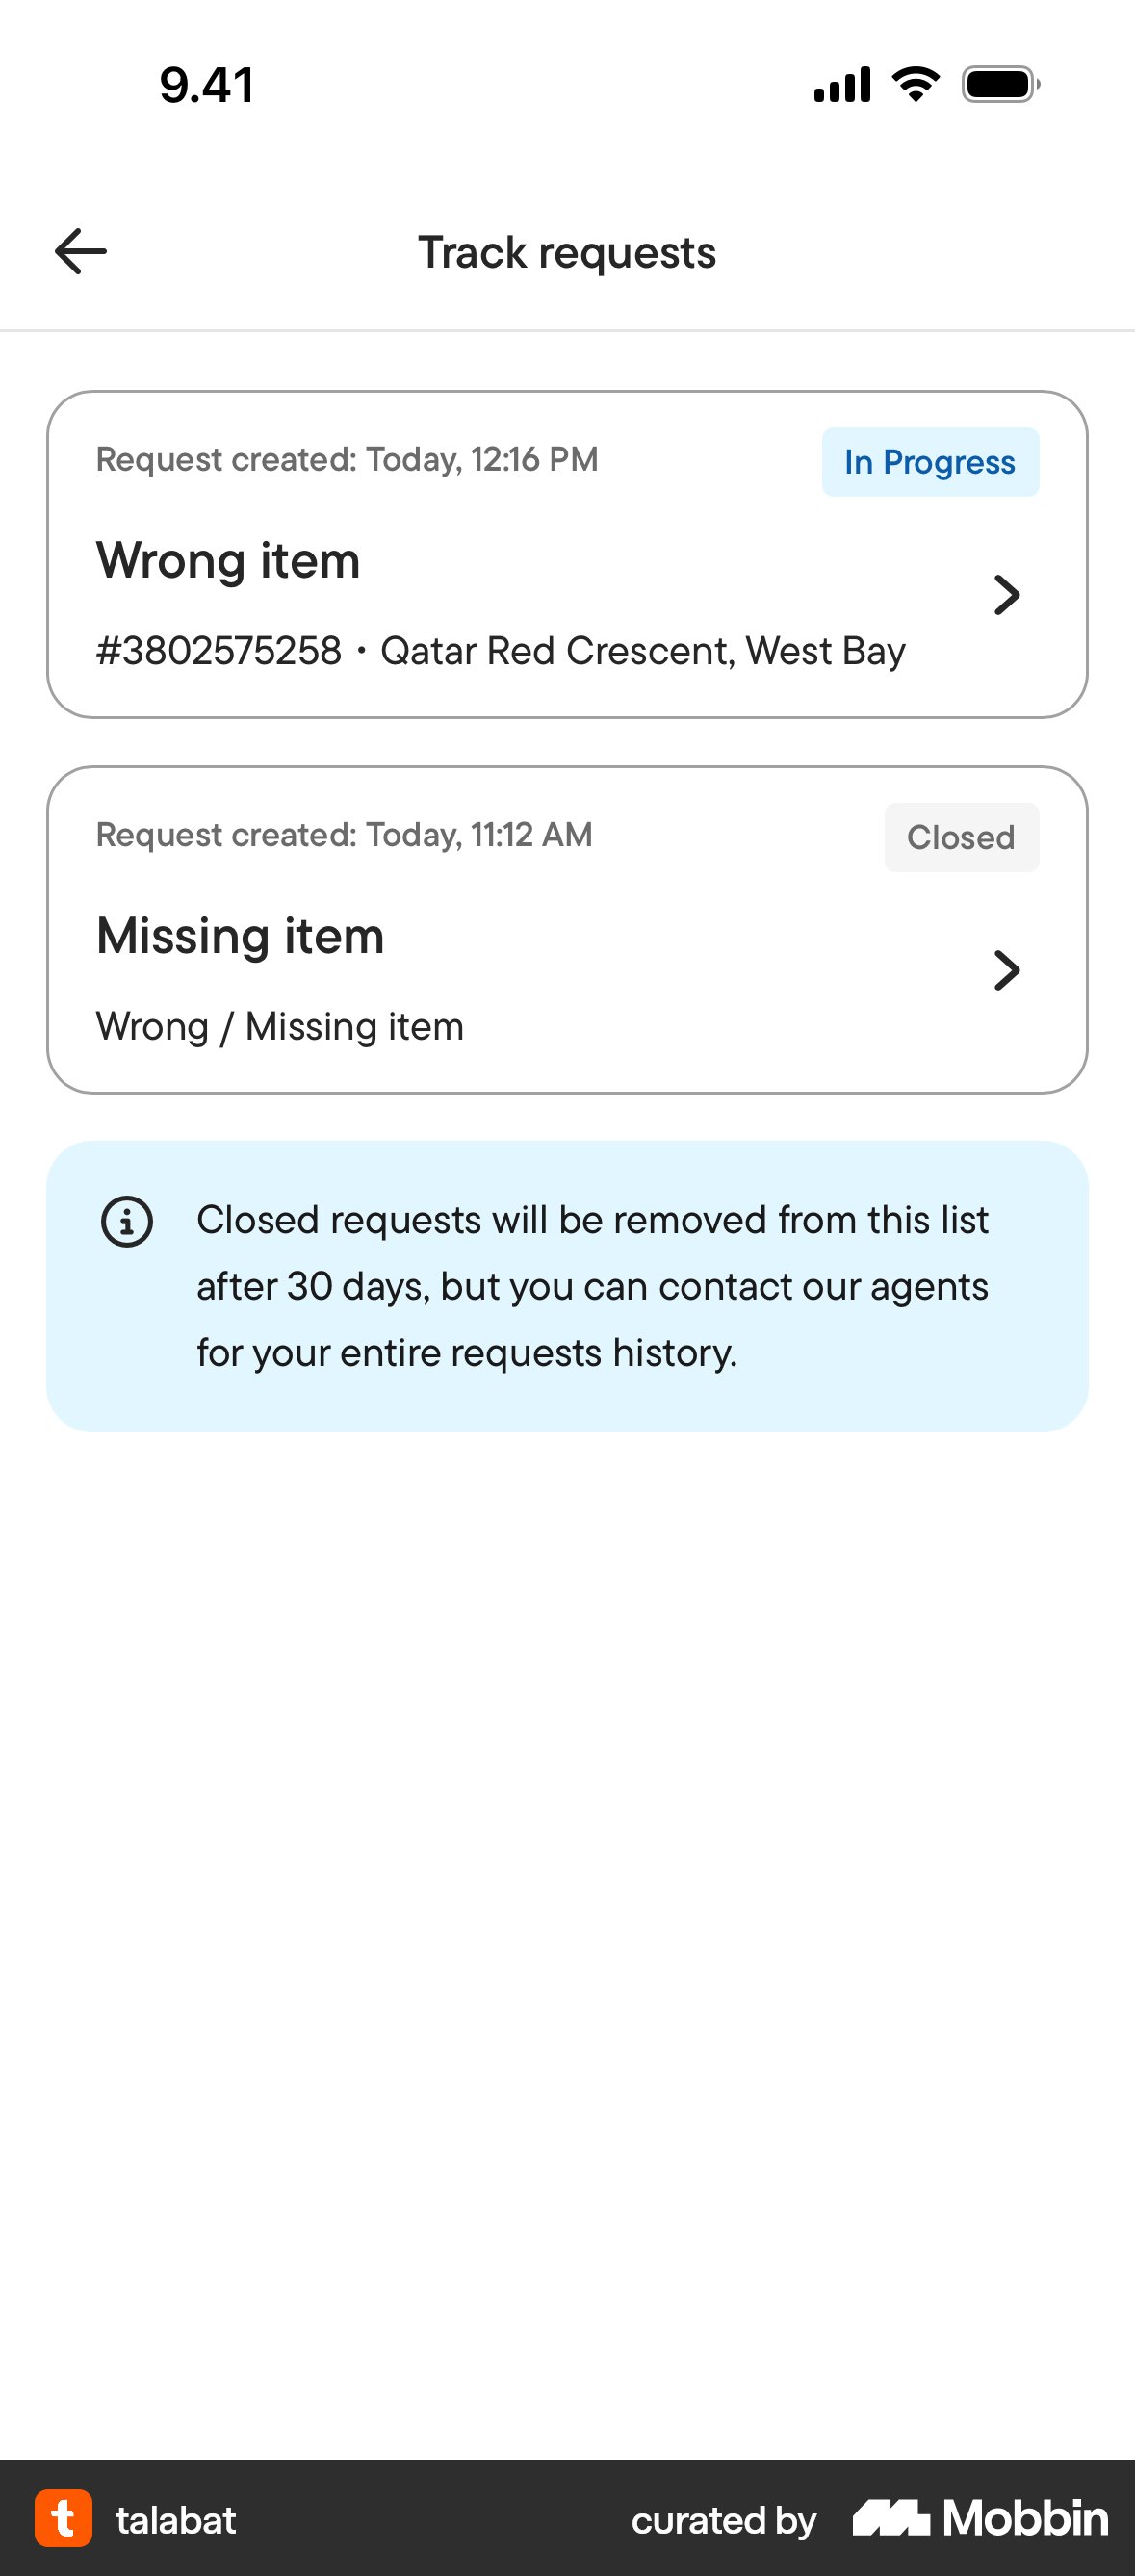 9.41
Track requests
Request created: Today, 12:16 PM
In Progress
Wrong item
#3802575258 • Qatar Red Crescent, West Bay
Request created: Today, 11:12 AM
Closed
Missing item
Wrong / Missing item
Closed requests will be removed from this list
after 30 days, but you can contact our agents
for your entire requests history.
t talabat
curated by Mobbin